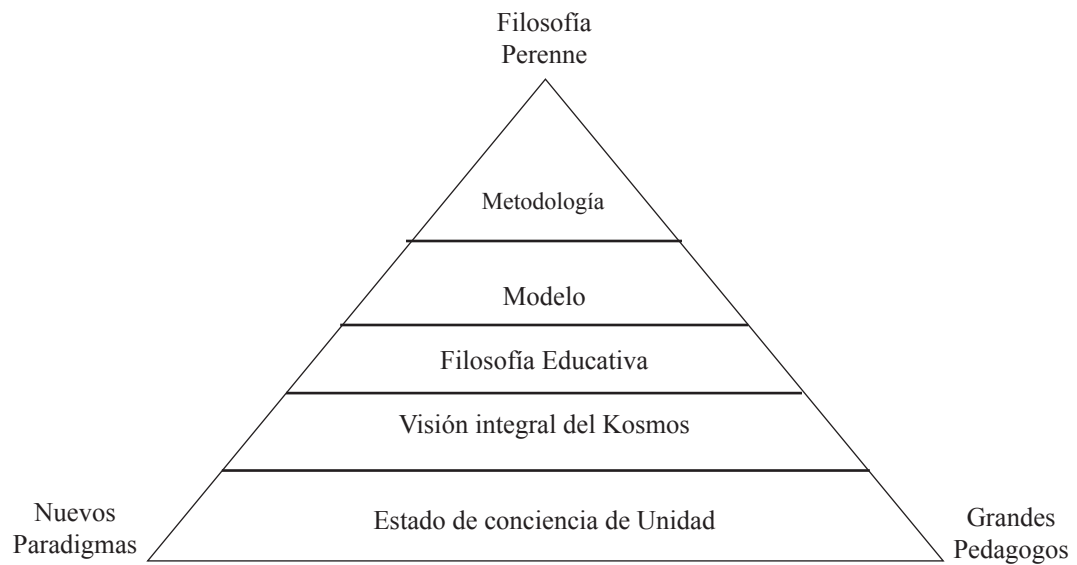 Filosofía
Perenne
Metodología
Modelo
Filosofía Educativa
Visión integral del Kosmos
Estado de conciencia de Unidad
Nuevos
Paradigmas
Grandes
Pedagogos